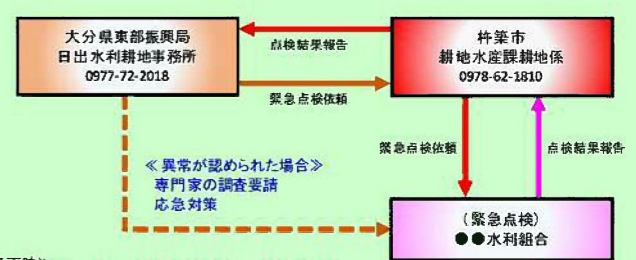 大分県東部振興局
日出水利耕地事務所
0977-72-2018
点検結果報告
緊急点検依頼
杵築市
耕地水産課耕地係
0978-62-1810
緊急点検依頼
点検結果報告
≪異常が認められた場合≫
専門家の調査要請
応急対策
(緊急点検)
●●水利組合